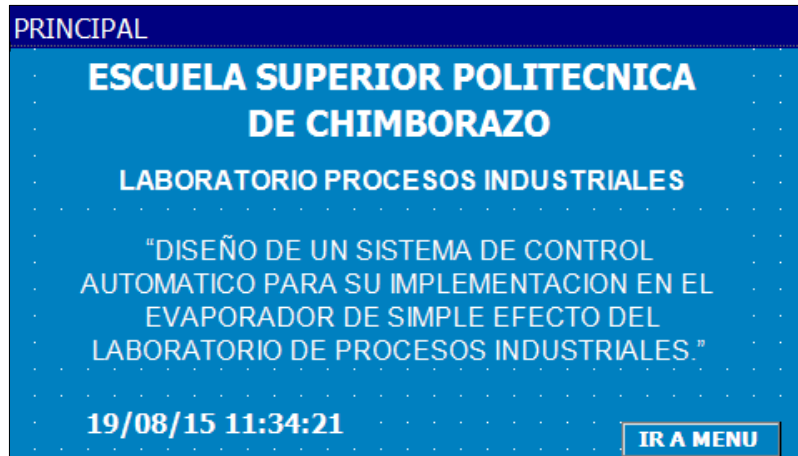 PRINCIPAL
ESCUELA SUPERIOR POLITECNICA
DE CHIMBORAZO
LABORATORIO PROCESOS INDUSTRIALES
“DISEÑO DE UN SISTEMA DE CONTROL
AUTOMATICO PARA SU IMPLEMENTACION EN EL
EVAPORADOR DE SIMPLE EFECTO DEL
LABORATORIO DE PROCESOS INDUSTRIALES.”
19/08/15 11:34:21
IR A MENU